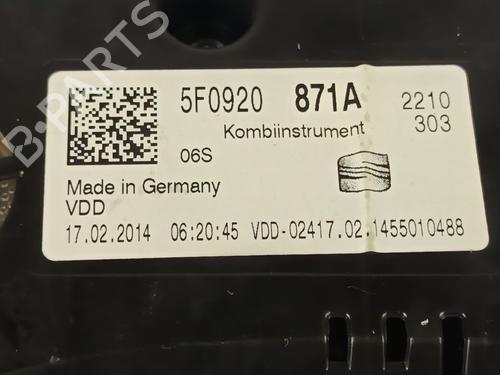 5F0920 871A 2210
Kombiinstrument 303
06S
Made in Germany
VDD
17.02.2014 06:20:45 VDD-02417.02.1455010488
B-PARTS
B-PARTS